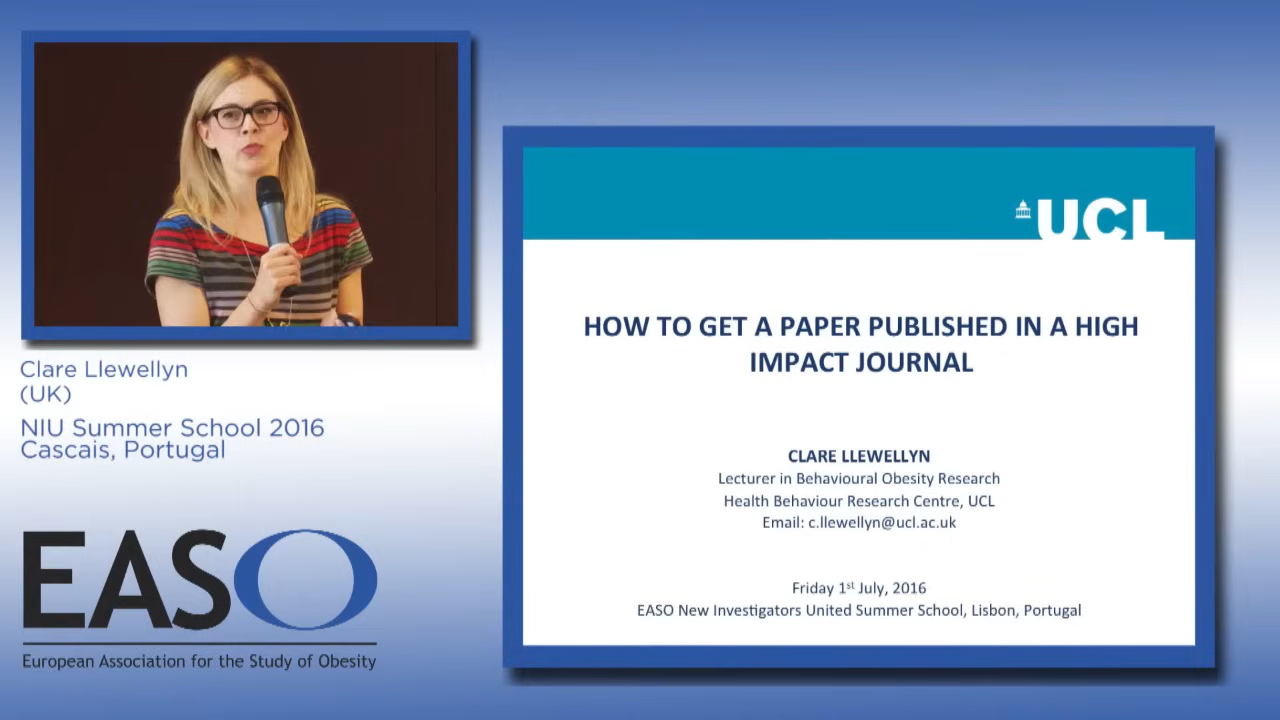 Clare Llewellyn
(UK)
NIU Summer School 2016
Cascais, Portugal
EASO
European Association for the Study of Obesity
UCL
HOW TO GET A PAPER PUBLISHED IN A HIGH
IMPACT JOURNAL
CLARE LLEWELLYN
Lecturer in Behavioural Obesity Research
Health Behaviour Research Centre, UCL
Email: c.llewellyn@ucl.ac.uk
Friday 1st July, 2016
EASO New Investigators United Summer School, Lisbon, Portugal